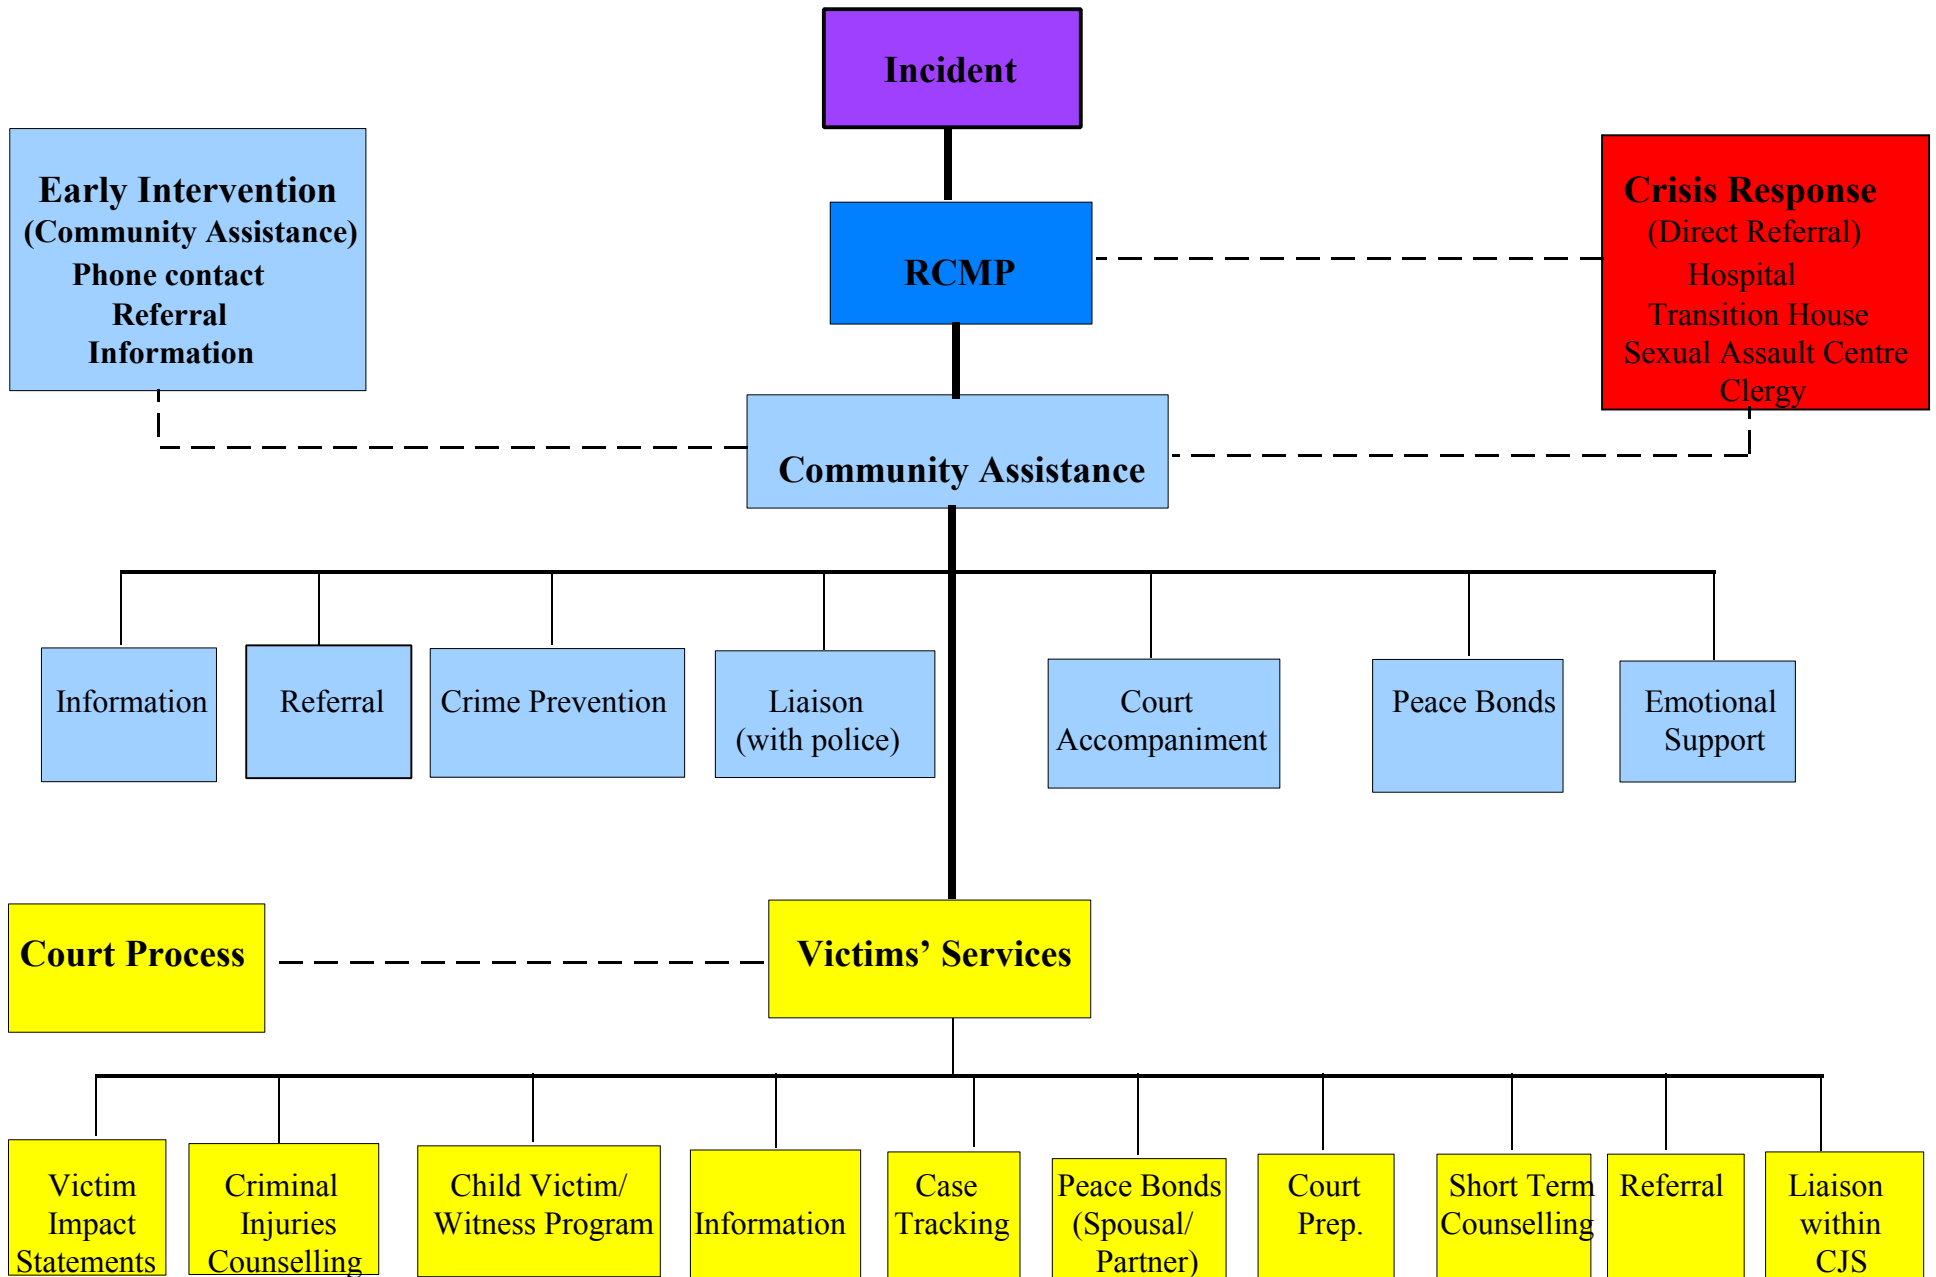 Incident
Early Intervention
(Community Assistance)
Phone contact
Referral
Information
RCMP
Crisis Response
(Direct Referral)
Hospital
Transition House
Sexual Assault Centre
Clergy
Community Assistance
Information
Referral
Crime Prevention
Liaison
(with police)
Court
Accompaniment
Peace Bonds
Emotional
Support
Court Process
Victims’ Services
Victim
Impact
Statements
Criminal
Injuries
Counselling
Child Victim/
Witness Program
Information
Case
Tracking
Peace Bonds
(Spousal/
Partner)
Court
Prep.
Short Term
Counselling
Referral
Liaison
within
CJS